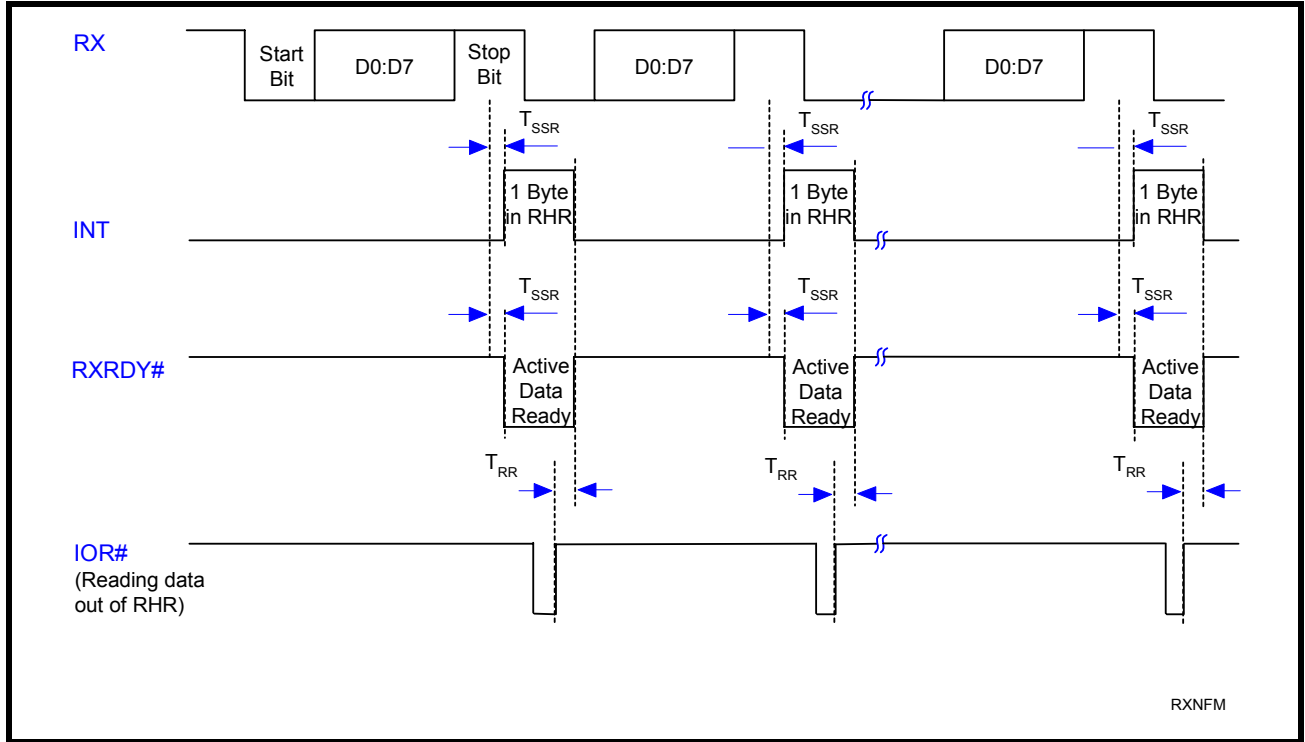 RX
Start
Bit
D0:D7
Stop
Bit
D0:D7
D0:D7
TSSR
TSSR
TSSR
INT
1 Byte
in RHR
1 Byte
in RHR
1 Byte
in RHR
TSSR
TSSR
TSSR
RXRDY#
Active
Data
Ready
Active
Data
Ready
Active
Data
Ready
TRR
TRR
TRR
IOR#
(Reading data
out of RHR)
RXNFM